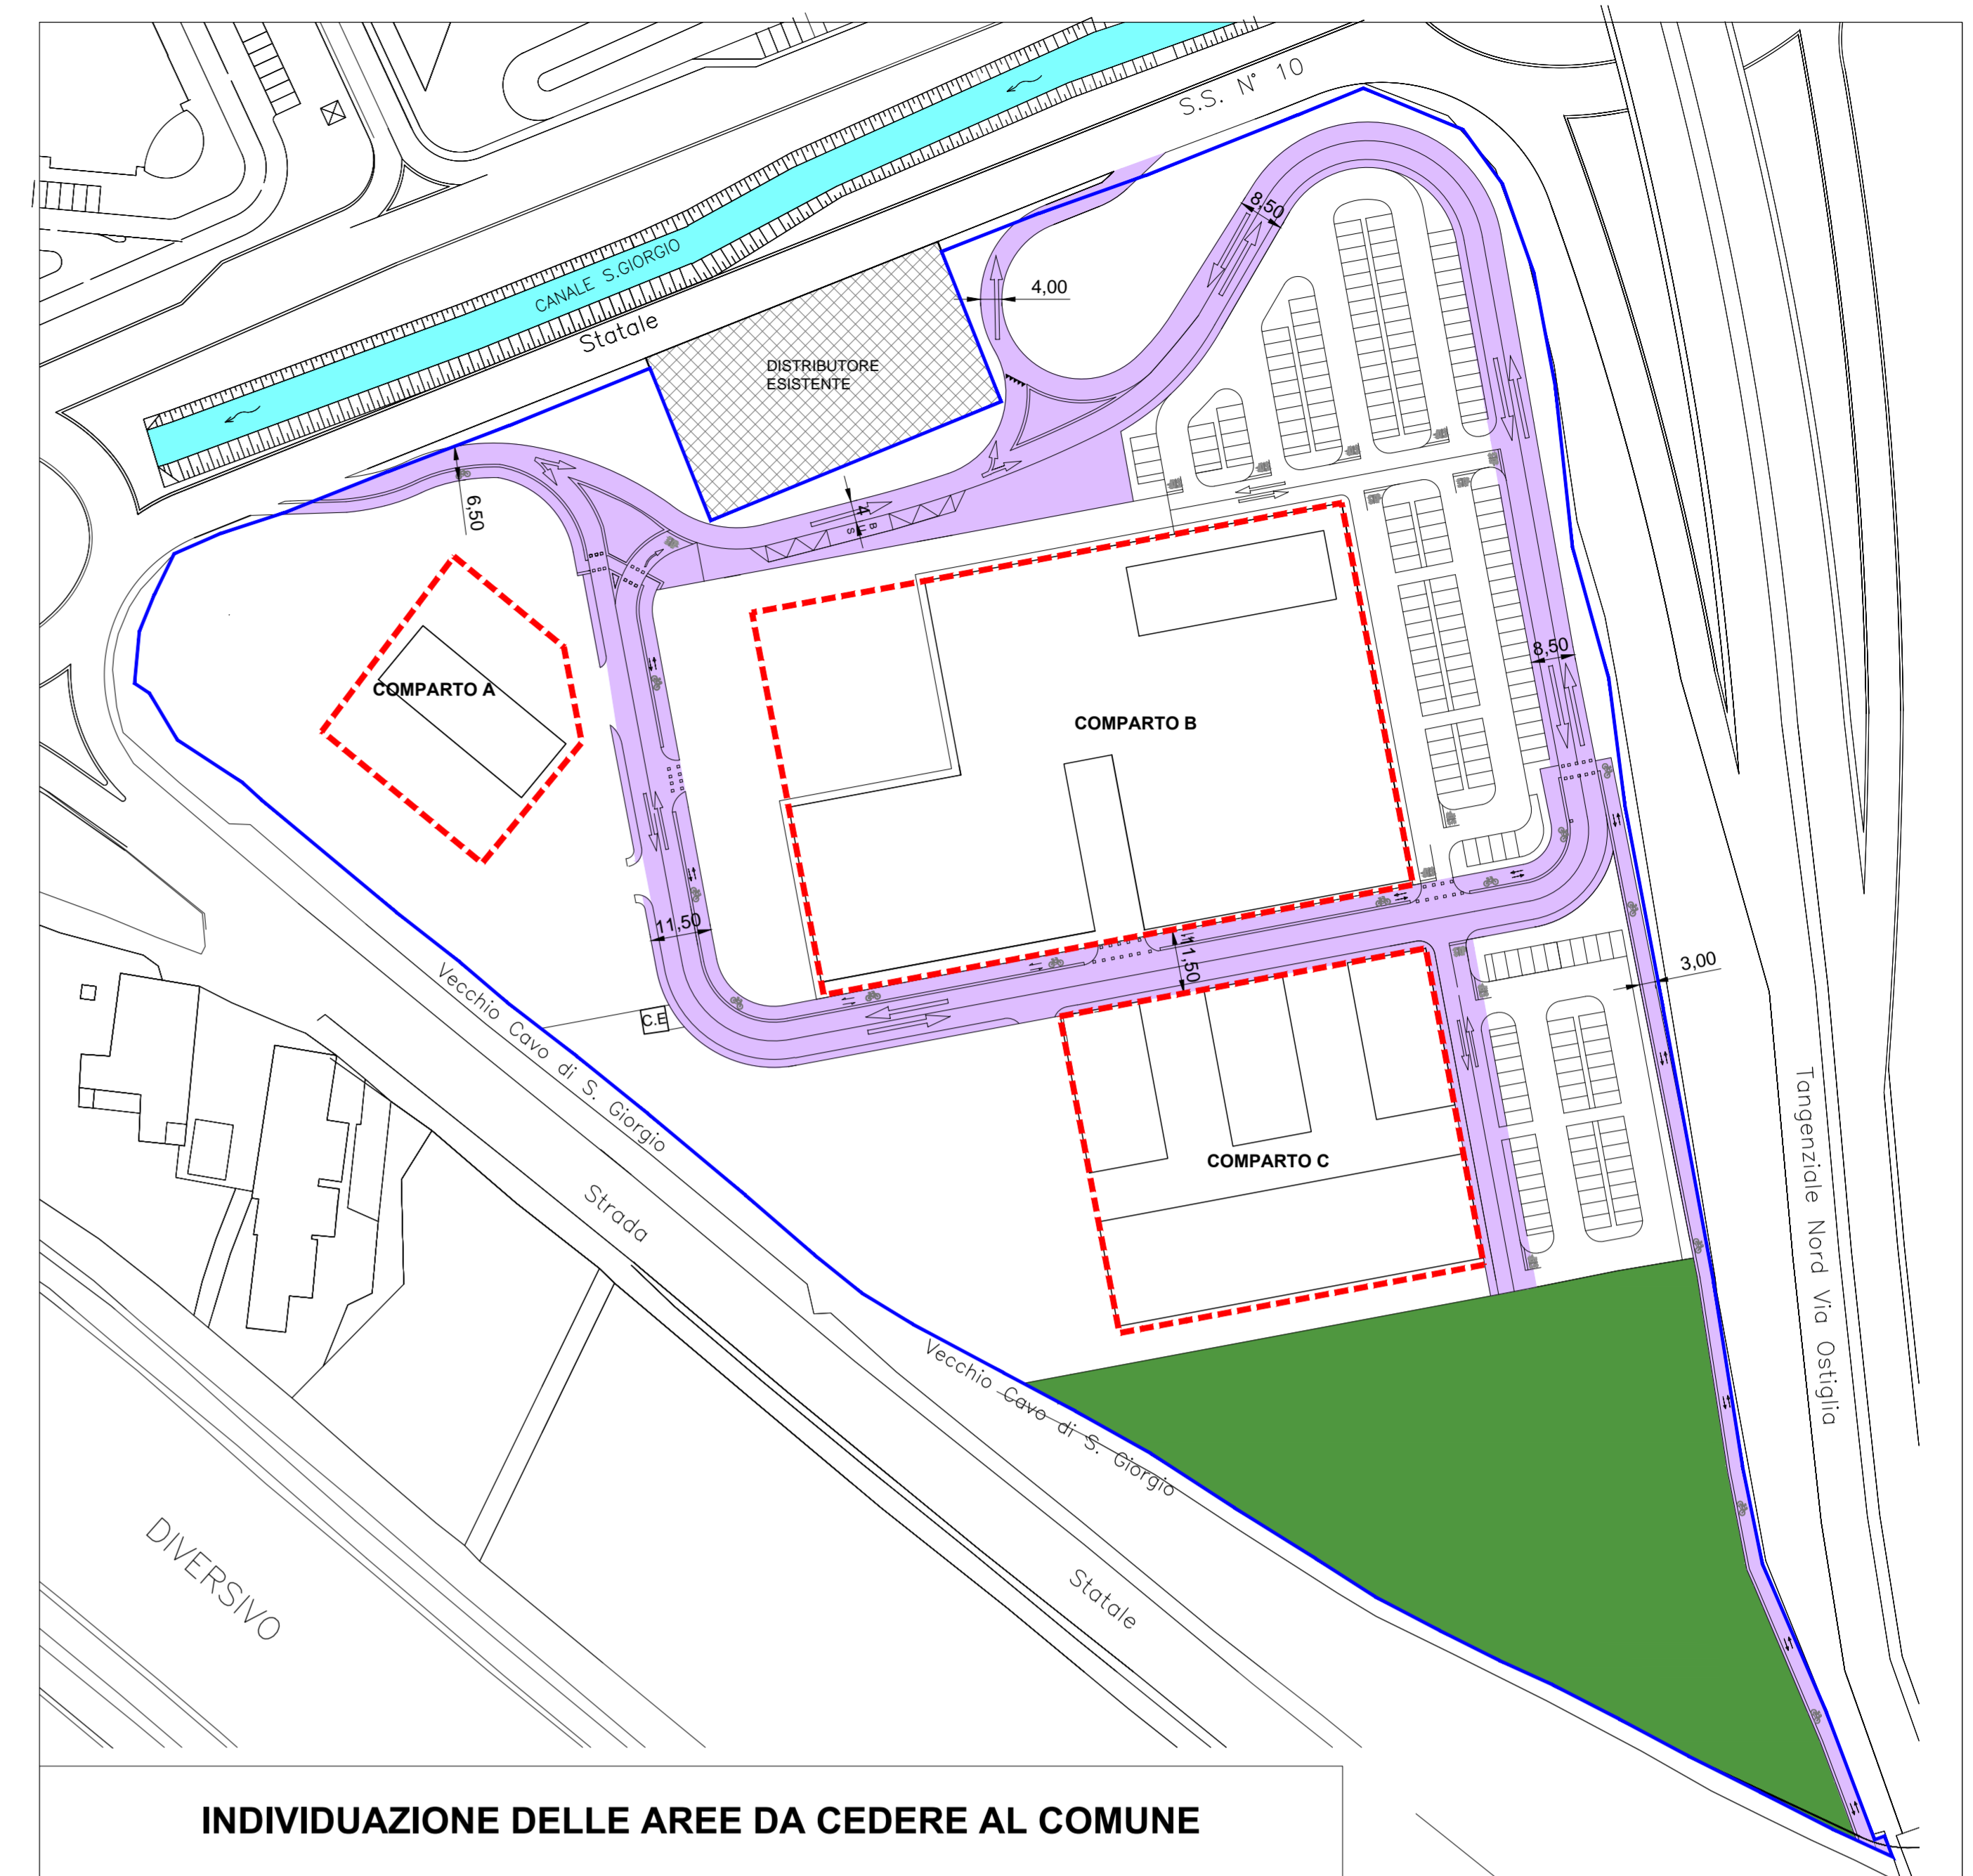 S.S. N° 10
CANALE S.GIORGIO
Statale
8,50
4,00
DISTRIBUTORE
ESISTENTE
6,50
4
BUS
8,50
COMPARTO A
COMPARTO B
11,50
11,50
3,00
C.E
Vecchio Cavo di S. Giorgio
Strada
COMPARTO C
Tangenziale Nord Via Ostiglia
Vecchio Cavo di S. Giorgio
DIVERSIVO
Statale
INDIVIDUAZIONE DELLE AREE DA CEDERE AL COMUNE